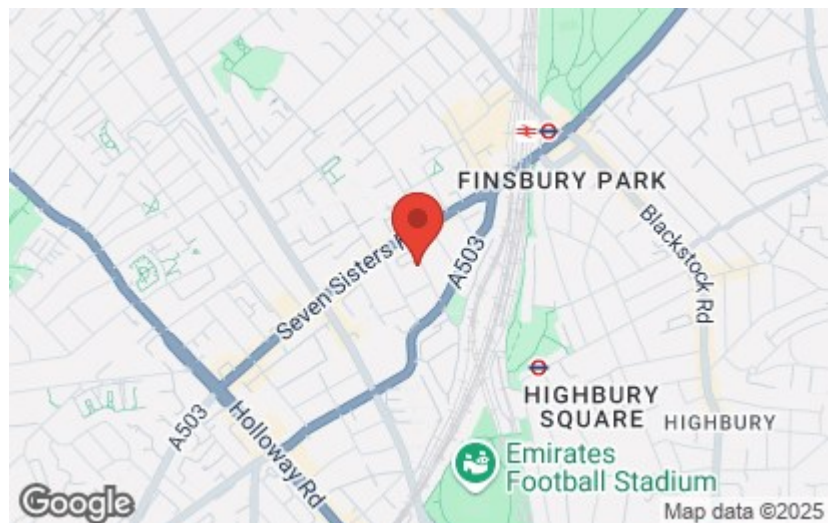 FINSBURY PARK
Blackstock Rd
Seven Sisters R
A503
A503
Holloway Rd
HIGHBURY
SQUARE
HIGHBURY
Emirates
Football Stadium
Google
Map data ©2025